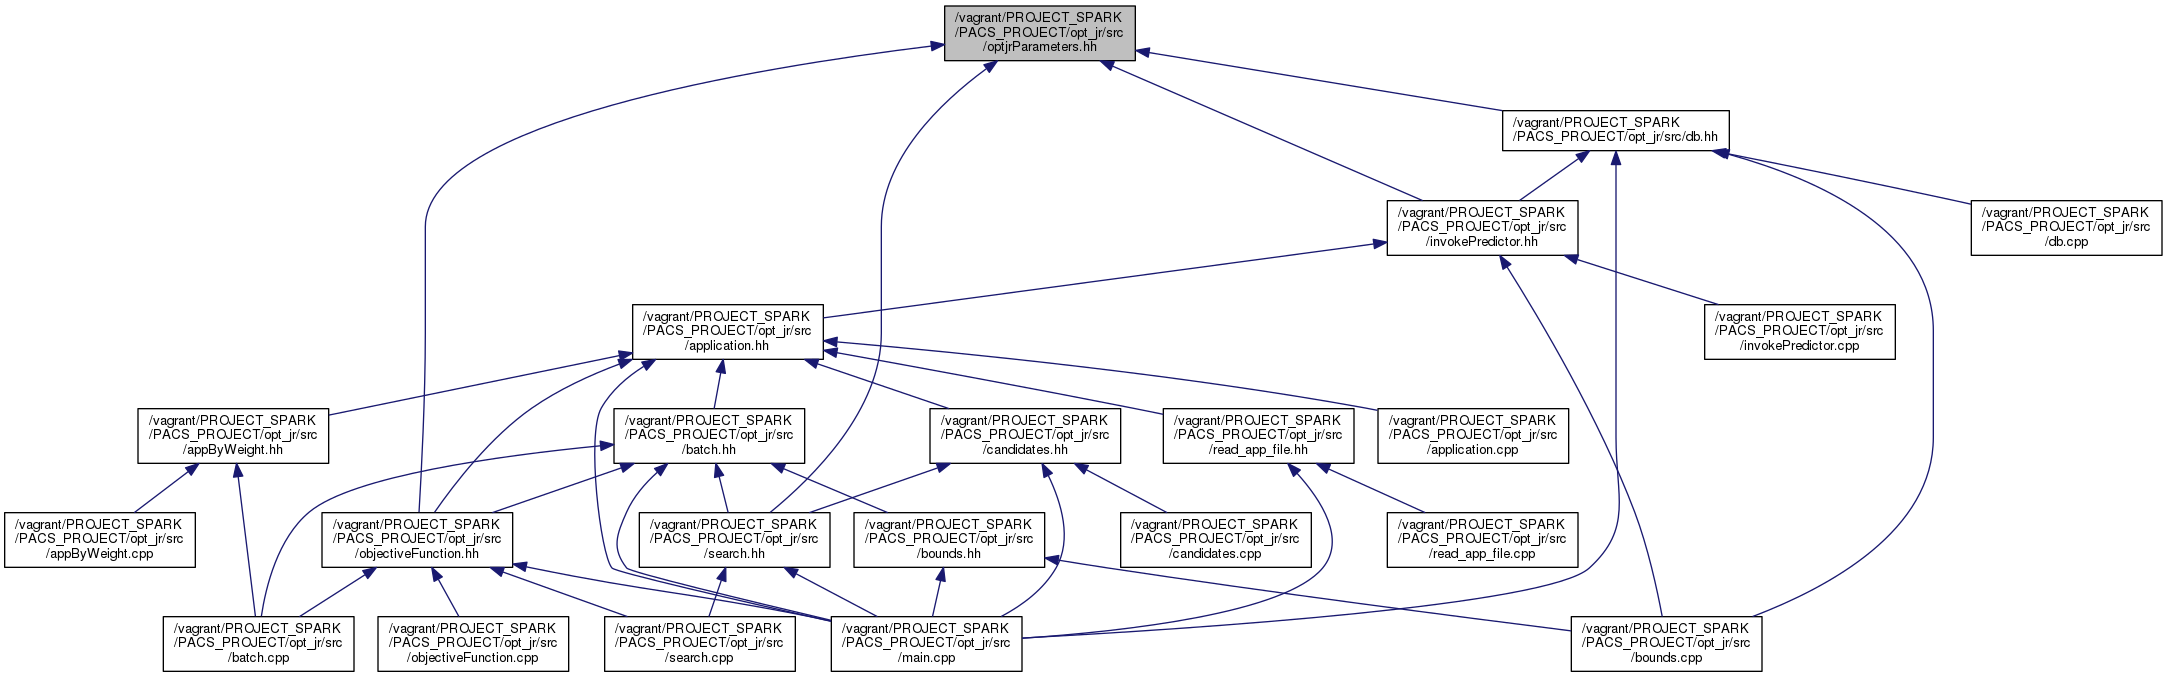 /vagrant/PROJECT_SPARK
/PACS_PROJECT/opt_jr/src
/optjrParameters.hh
/vagrant/PROJECT_SPARK
/PACS_PROJECT/opt_jr/src/db.hh
/vagrant/PROJECT_SPARK
/PACS_PROJECT/opt_jr/src
/invokePredictor.hh
/vagrant/PROJECT_SPARK
/PACS_PROJECT/opt_jr/src
/db.cpp
/vagrant/PROJECT_SPARK
/PACS_PROJECT/opt_jr/src
/application.hh
/vagrant/PROJECT_SPARK
/PACS_PROJECT/opt_jr/src
/invokePredictor.cpp
/vagrant/PROJECT_SPARK
/PACS_PROJECT/opt_jr/src
/appByWeight.hh
/vagrant/PROJECT_SPARK
/PACS_PROJECT/opt_jr/src
/batch.hh
/vagrant/PROJECT_SPARK
/PACS_PROJECT/opt_jr/src
/candidates.hh
/vagrant/PROJECT_SPARK
/PACS_PROJECT/opt_jr/src
/read_app_file.hh
/vagrant/PROJECT_SPARK
/PACS_PROJECT/opt_jr/src
/application.cpp
/vagrant/PROJECT_SPARK
/PACS_PROJECT/opt_jr/src
/appByWeight.cpp
/vagrant/PROJECT_SPARK
/PACS_PROJECT/opt_jr/src
/objectiveFunction.hh
/vagrant/PROJECT_SPARK
/PACS_PROJECT/opt_jr/src
/search.hh
/vagrant/PROJECT_SPARK
/PACS_PROJECT/opt_jr/src
/bounds.hh
/vagrant/PROJECT_SPARK
/PACS_PROJECT/opt_jr/src
/candidates.cpp
/vagrant/PROJECT_SPARK
/PACS_PROJECT/opt_jr/src
/read_app_file.cpp
/vagrant/PROJECT_SPARK
/PACS_PROJECT/opt_jr/src
/batch.cpp
/vagrant/PROJECT_SPARK
/PACS_PROJECT/opt_jr/src
/objectiveFunction.cpp
/vagrant/PROJECT_SPARK
/PACS_PROJECT/opt_jr/src
/search.cpp
/vagrant/PROJECT_SPARK
/PACS_PROJECT/opt_jr/src
/main.cpp
/vagrant/PROJECT_SPARK
/PACS_PROJECT/opt_jr/src
/bounds.cpp